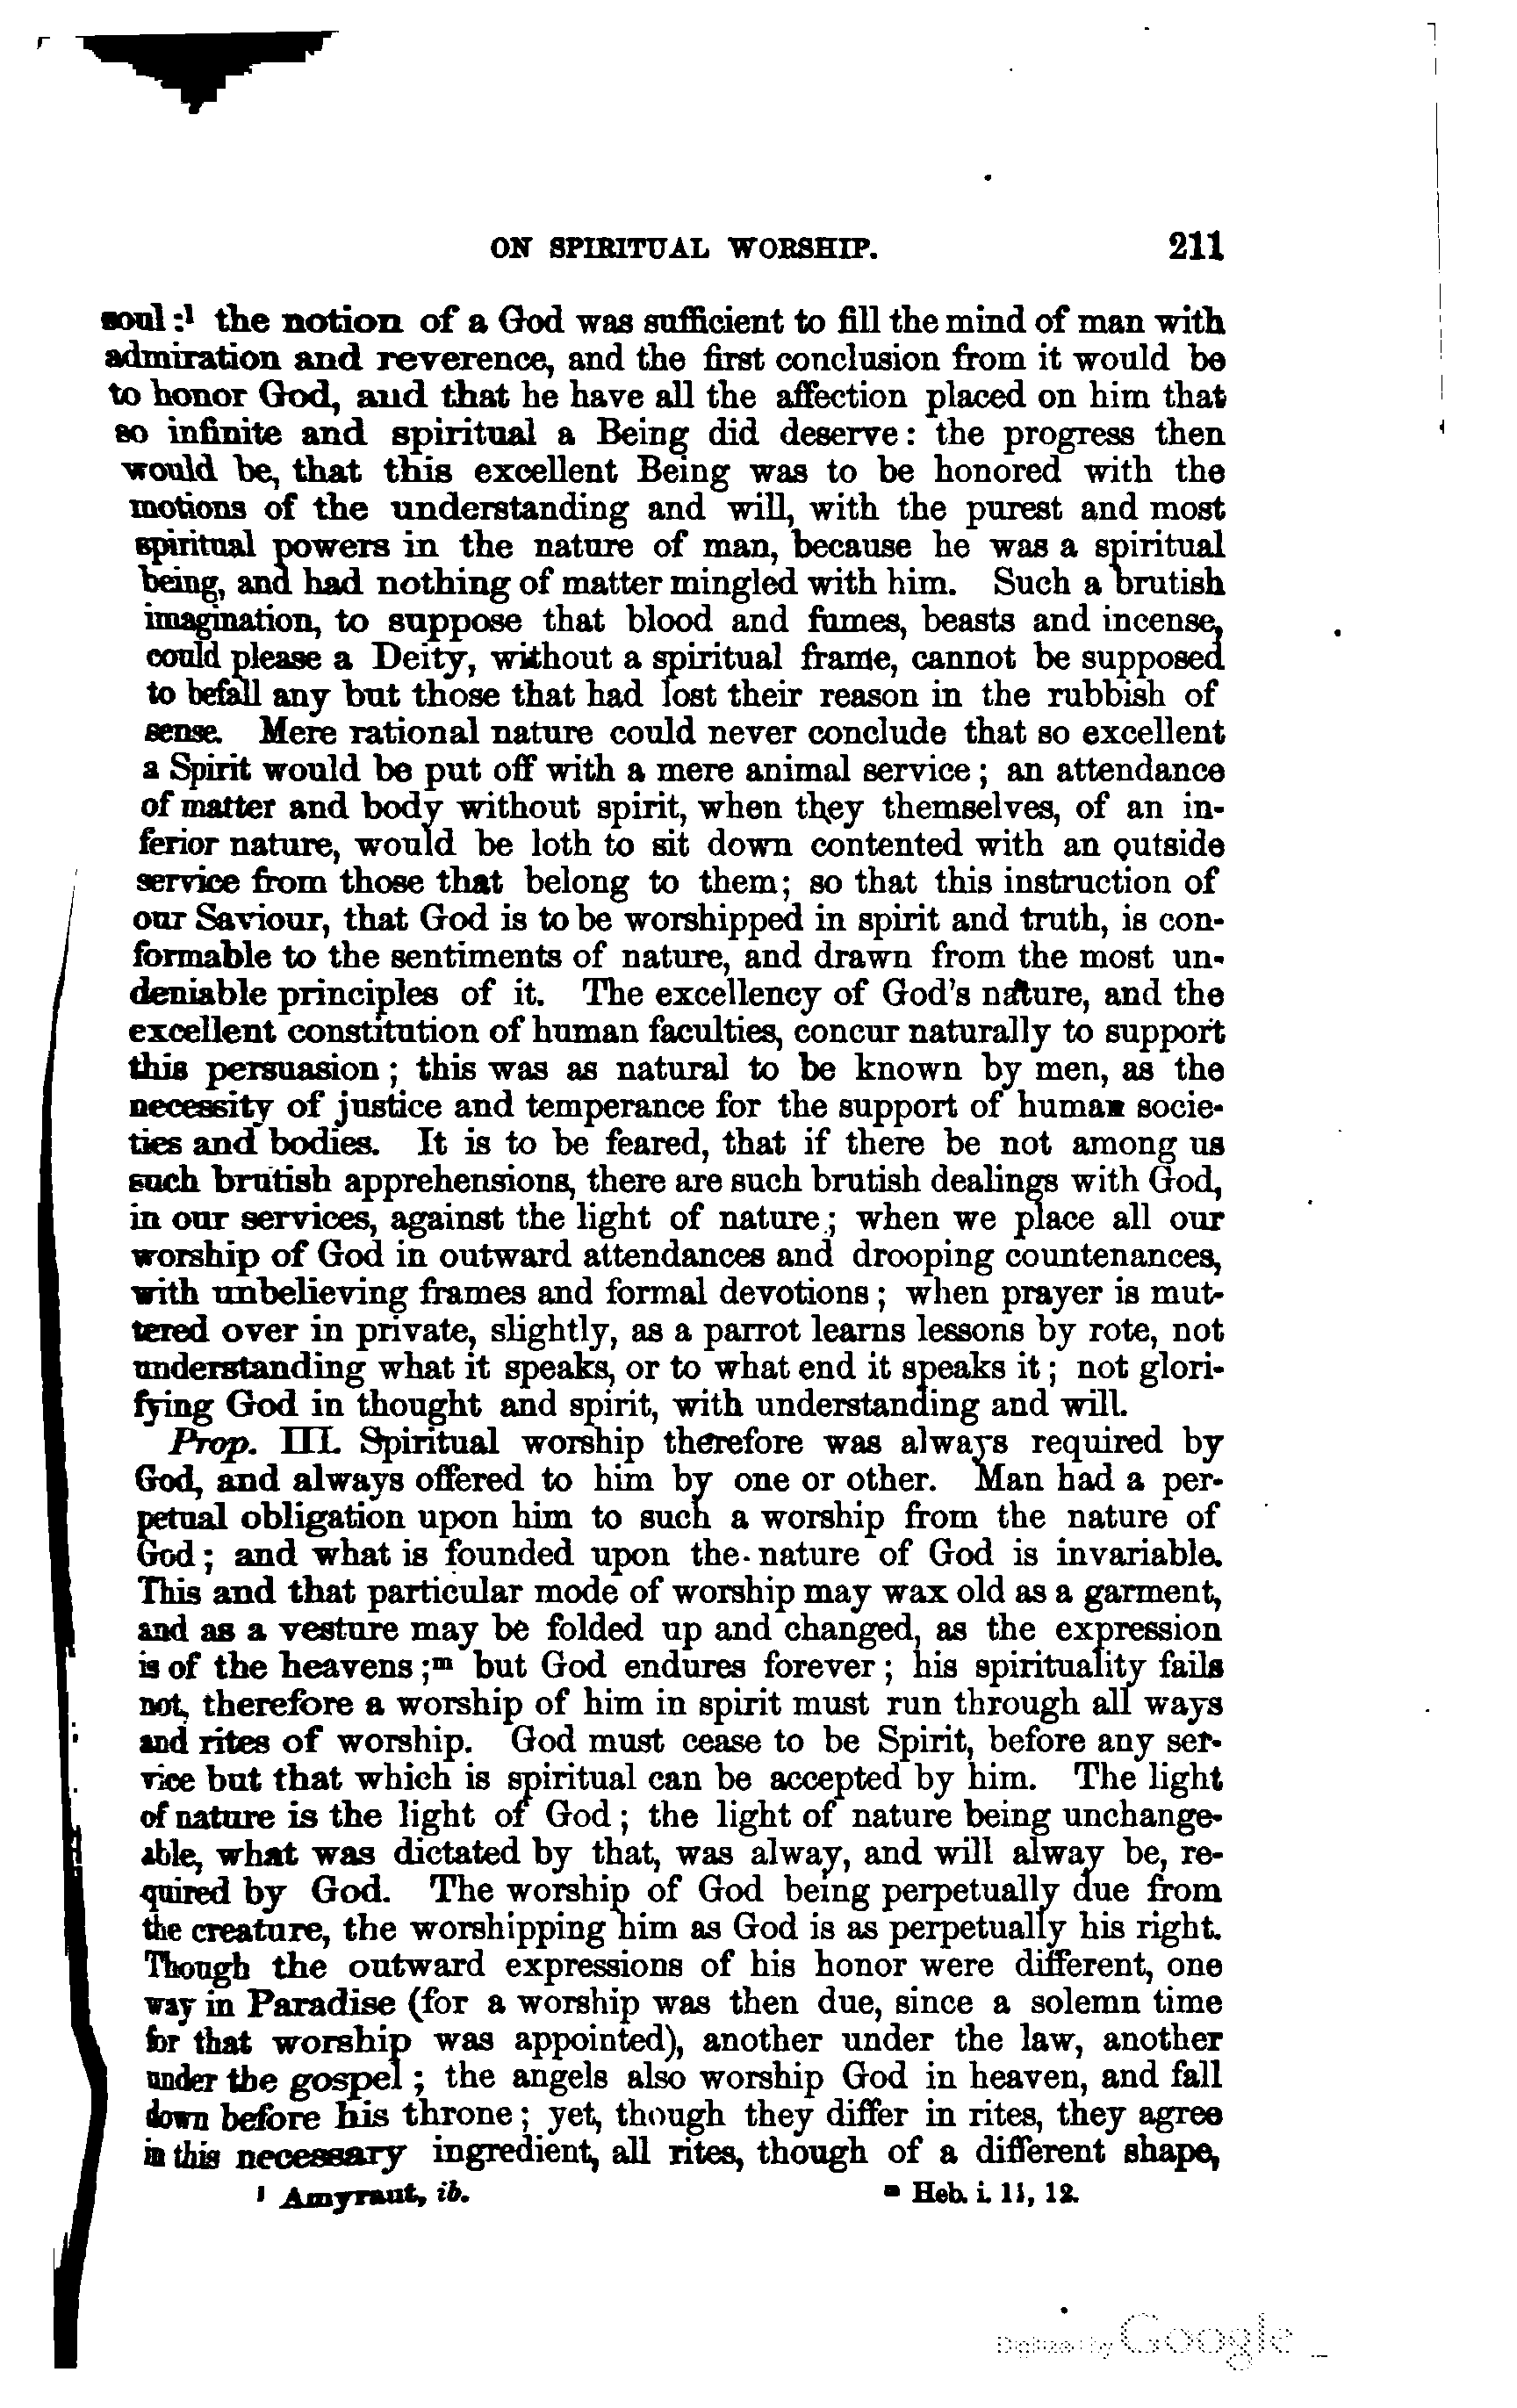 ON SPIRITUAL WORSHIP. 211
soul:l the notion of a God was sufficient to fill the mind of man with
admiration and reverence, and the first conclusion from it would be
to honor God, and that he have all the affection placed on him that
so infinite and spiritual a Being did deserve: the progress then
would be, that this excellent Being was to be honored with the
motions of the understanding and will, with the purest and most
spiritual powers in the nature of man, because he was a spiritual
being, and had nothing of matter mingled with him. Such a brutish
imagination, to suppose that blood and fumes, beasts and incense,
could please a Deity, without a spiritual frame, cannot be supposed
to befall any but those that had lost their reason in the rubbish of
sense. Mere rational nature could never conclude that so excellent
a Spirit would be put off with a mere animal service; an attendance
of matter and body without spirit, when they themselves, of an in-
ferior nature, would be loth to sit down contented with an outside
service from those that belong to them; so that this instruction of
our Saviour, that God is to be worshipped in spirit and truth, is con-
formable to the sentiments of nature, and drawn from the most un-
deniable principles of it. The excellency of God's nature, and the
excellent constitution of human faculties, concur naturally to support
this persuasion; this was as natural to be known by men, as the
necessity of justice and temperance for the support of human socie-
ties and bodies. It is to be feared, that if there be not among us
such brutish apprehensions, there are such brutish dealings with God,
in our services, against the light of nature; when we place all our
worship of God in outward attendances and drooping countenances,
with unbelieving frames and formal devotions; when prayer is mut-
tered over in private, slightly, as a parrot learns lessons by rote, not
understanding what it speaks, or to what end it speaks it; not glori-
fying God in thought and spirit, with understanding and will.
Prop. III. Spiritual worship therefore was always required by
God, and always offered to him by one or other. Man had a per-
petual obligation upon him to such a worship from the nature of
God; and what is founded upon the nature of God is invariable.
This and that particular mode of worship may wax old as a garment,
and as a vesture may be folded up and changed, as the expression
is of the heavens;m but God endures forever; his spirituality fails
not, therefore a worship of him in spirit must run through all ways
and rites of worship. God must cease to be Spirit, before any ser-
vice but that which is spiritual can be accepted by him. The light
of nature is the light of God; the light of nature being unchange-
able, what was dictated by that, was alway, and will alway be, re-
quired by God. The worship of God being perpetually due from
the creature, the worshipping him as God is as perpetually his right.
Though the outward expressions of his honor were different, one
way in Paradise (for a worship was then due, since a solemn time
for that worship was appointed), another under the law, another
under the gospel; the angels also worship God in heaven, and fall
down before his throne; yet, though they differ in rites, they agree
in this necessary ingredient, all rites, though of a different shape,
l Amyraut, ib. m Heb. i. 11, 12.
Digitized by Google